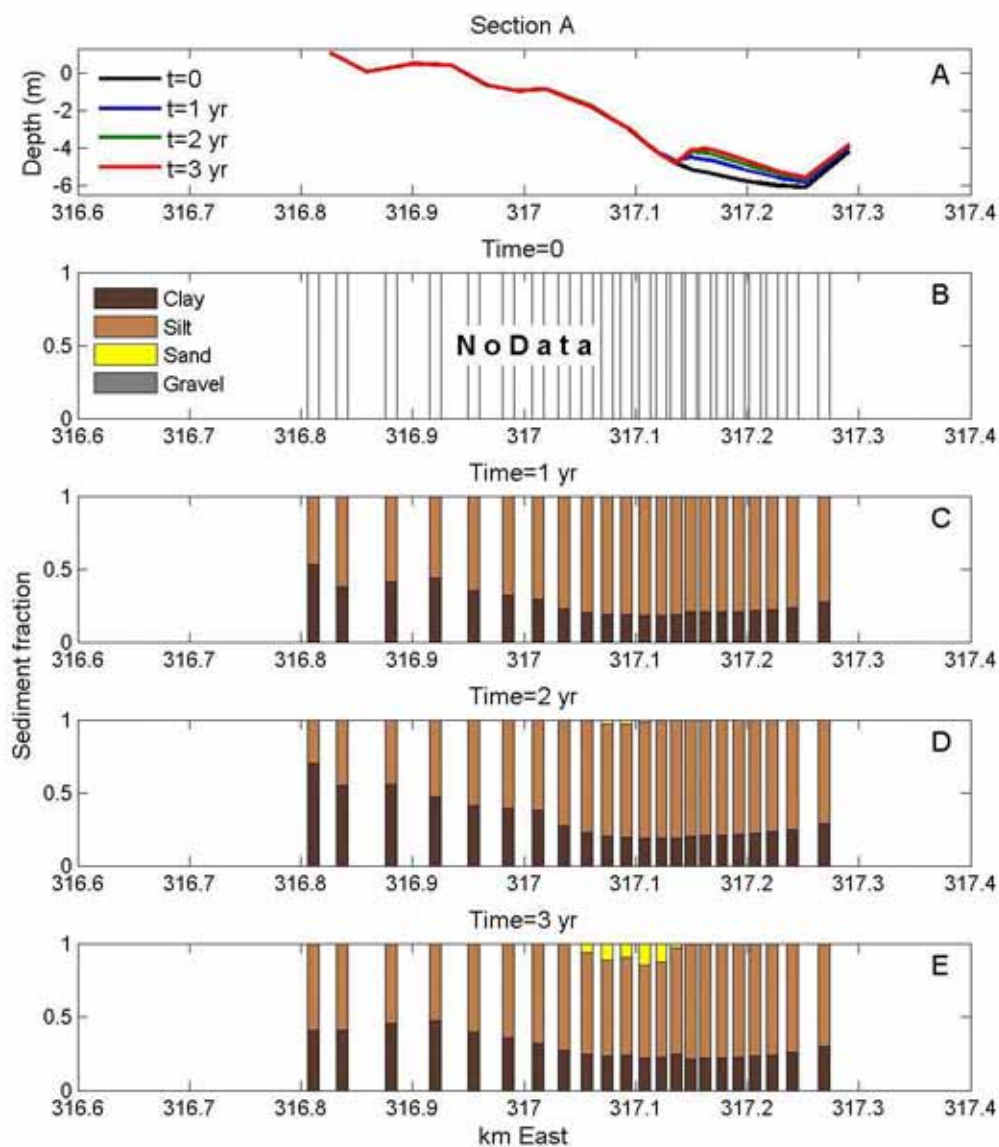 Section A
A
Depth (m)
0
-2
-4
-6
t=0
t=1 yr
t=2 yr
t=3 yr
316.6 316.7 316.8 316.9 317 317.1 317.2 317.3 317.4
Time=0
B
1
0.5
0
Clay
Silt
Sand
Gravel
NoData
316.6 316.7 316.8 316.9 317 317.1 317.2 317.3 317.4
Time=1 yr
C
1
0.5
0
316.6 316.7 316.8 316.9 317 317.1 317.2 317.3 317.4
Sediment fraction
Time=2 yr
D
1
0.5
0
316.6 316.7 316.8 316.9 317 317.1 317.2 317.3 317.4
Time=3 yr
E
1
0.5
0
316.6 316.7 316.8 316.9 317 317.1 317.2 317.3 317.4
km East